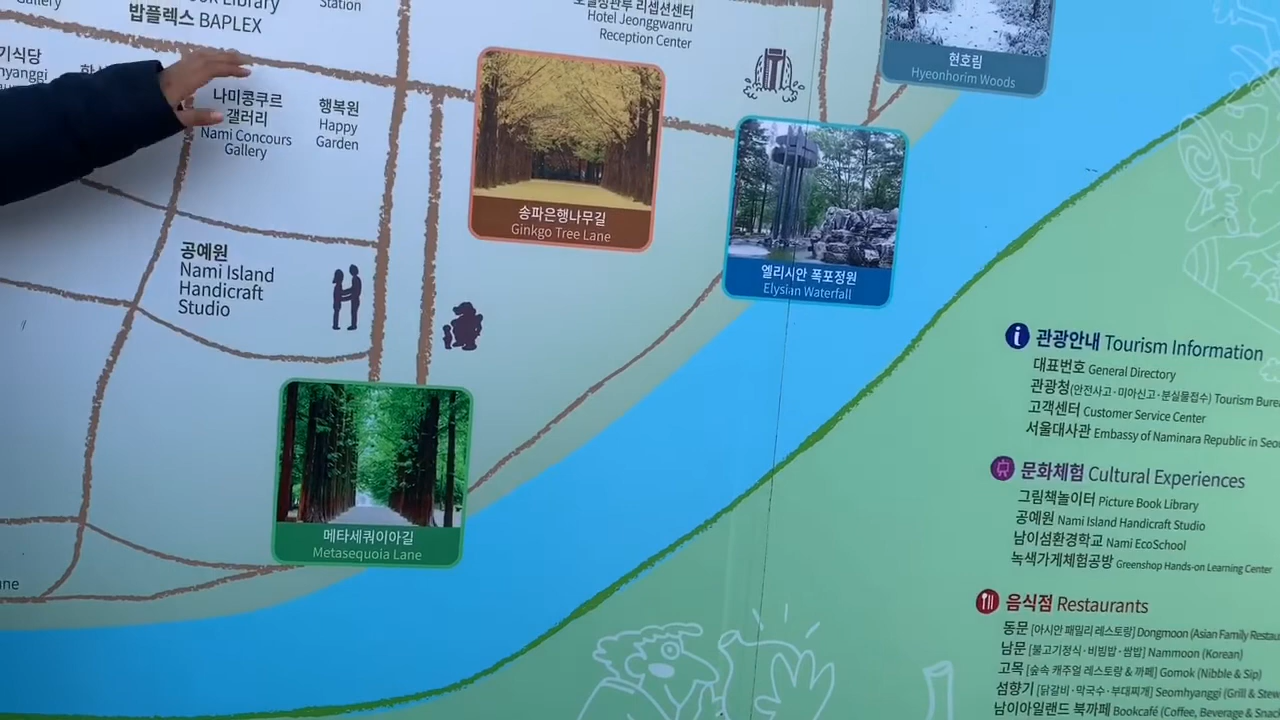 Gallery
Library
Station
밥플렉스 BAPLEX
리셉션센터
Hotel Jeonggwanru
Reception Center
현호림
Hyeonhorim Woods
나미콩쿠르
갤러리
Nami Concours
Gallery
행복원
Happy
Garden
송파은행나무길
Ginkgo Tree Lane
엘리시안 폭포정원
Elysian Waterfall
공예원
Nami Island
Handicraft
Studio
메타세쿼이아길
Metasequoia Lane
관광안내 Tourism Information
대표번호 General Directory
관광청(안전사고·미아신고·분실물접수) Tourism
고객센터 Customer Service Center
서울대사관 Embassy of Naminara Republic in
문화체험 Cultural Experiences
그림책놀이터 Picture Book Library
공예원 Nami Island Handicraft Studio
남이섬환경학교 Nami EcoSchool
녹색가게체험공방 Greenshop Hands-on Learning Center
음식점 Restaurants
동문 [아시안 패밀리 레스토랑] Dongmoon (Asian Family
남문 [불고기정식·비빔밥·쌈밥] Nammoon (Korean)
고목 [숲속 캐주얼 레스토랑 & 까페] Gomok (Nibble & Sip)
섬향기 [닭갈비·막국수·부대찌개] Seomhyanggi (Grill &
남이아일랜드 북까페 Bookcafé (Coffee, Beverage &